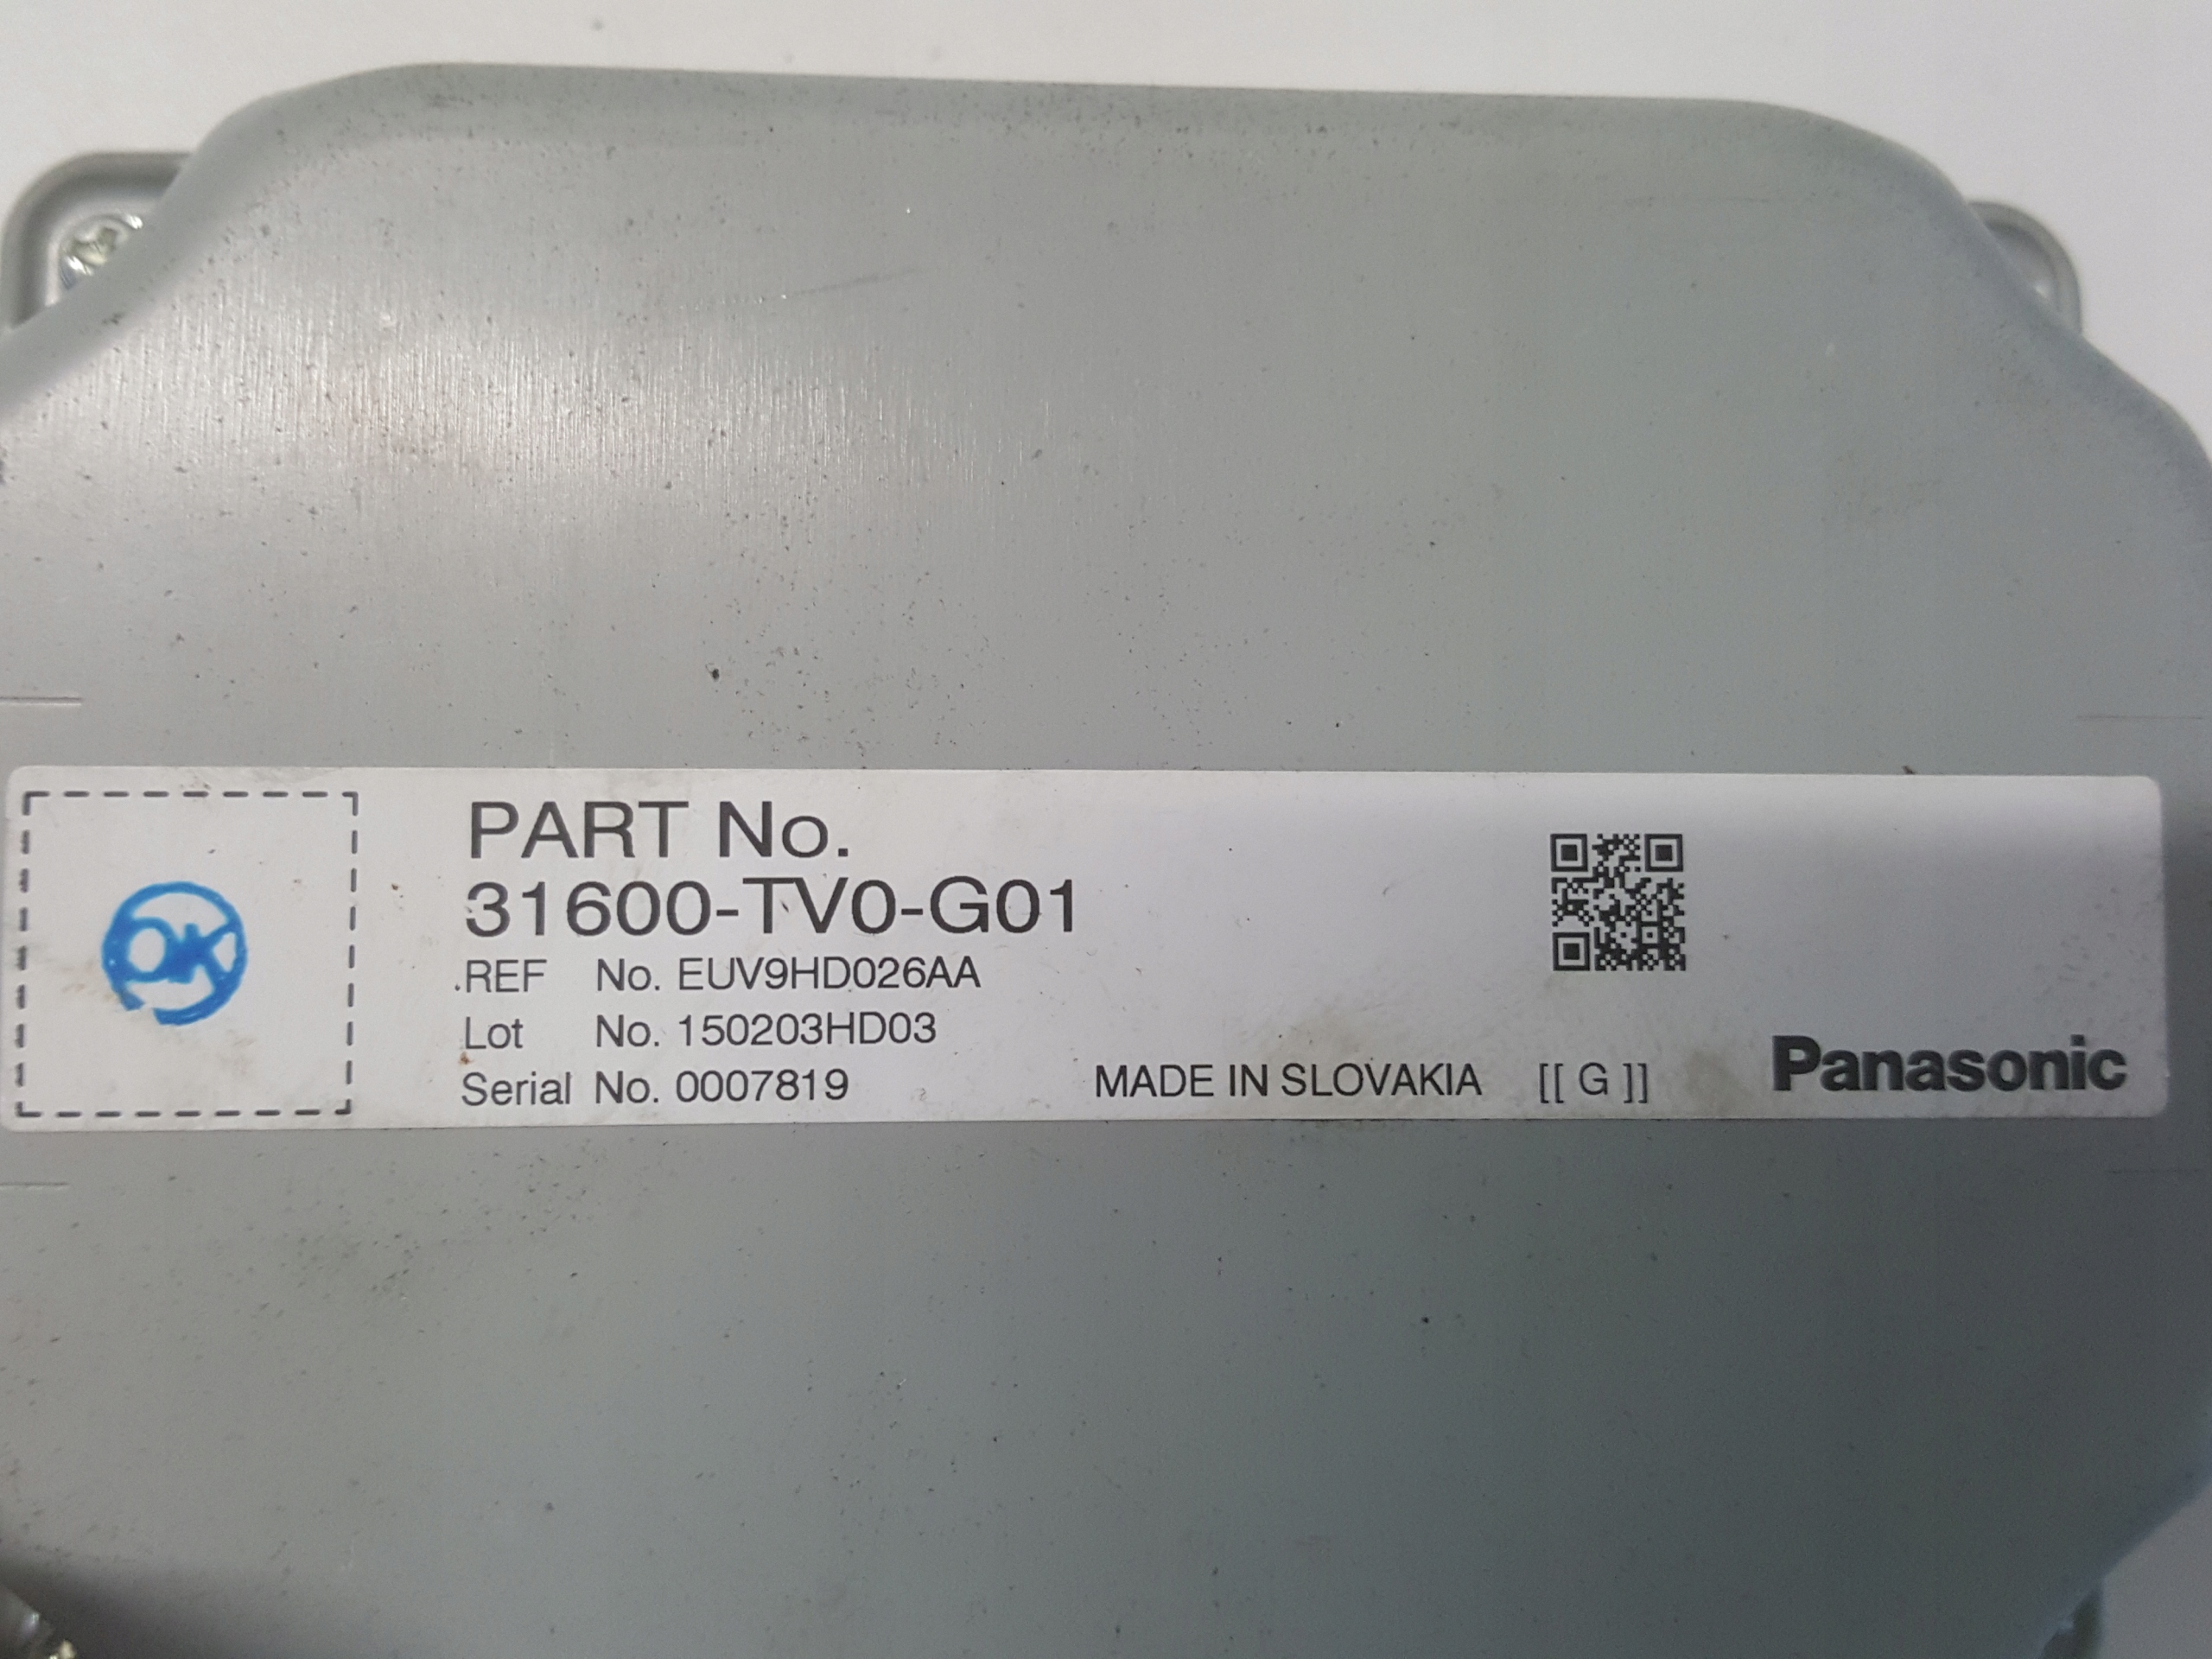 OK
PART No.
31600-TV0-G01
REF No. EUV9HD026AA
Lot No. 150203HD03
Serial No. 0007819
MADE IN SLOVAKIA [[ G ]]
Panasonic